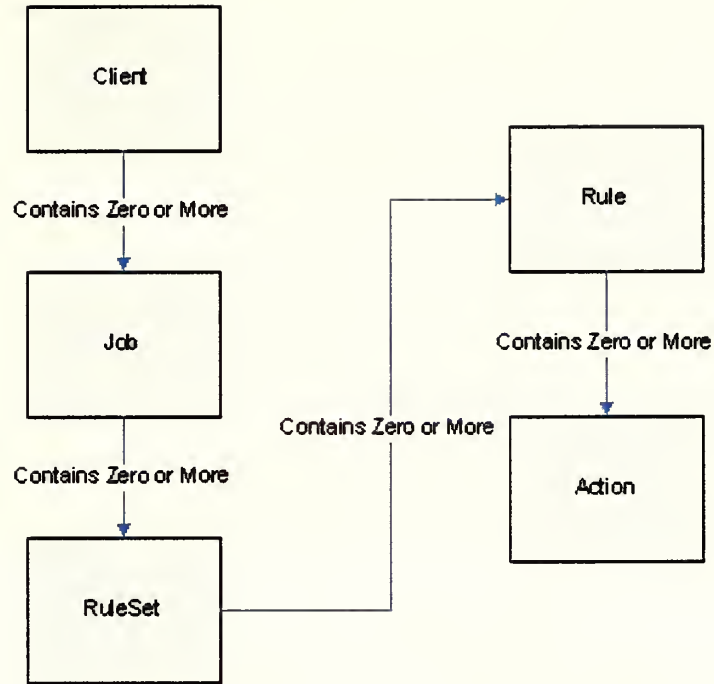 Client
Contains Zero or More
Job
Contains Zero or More
RuleSet
Contains Zero or More
Rule
Contains Zero or More
Action